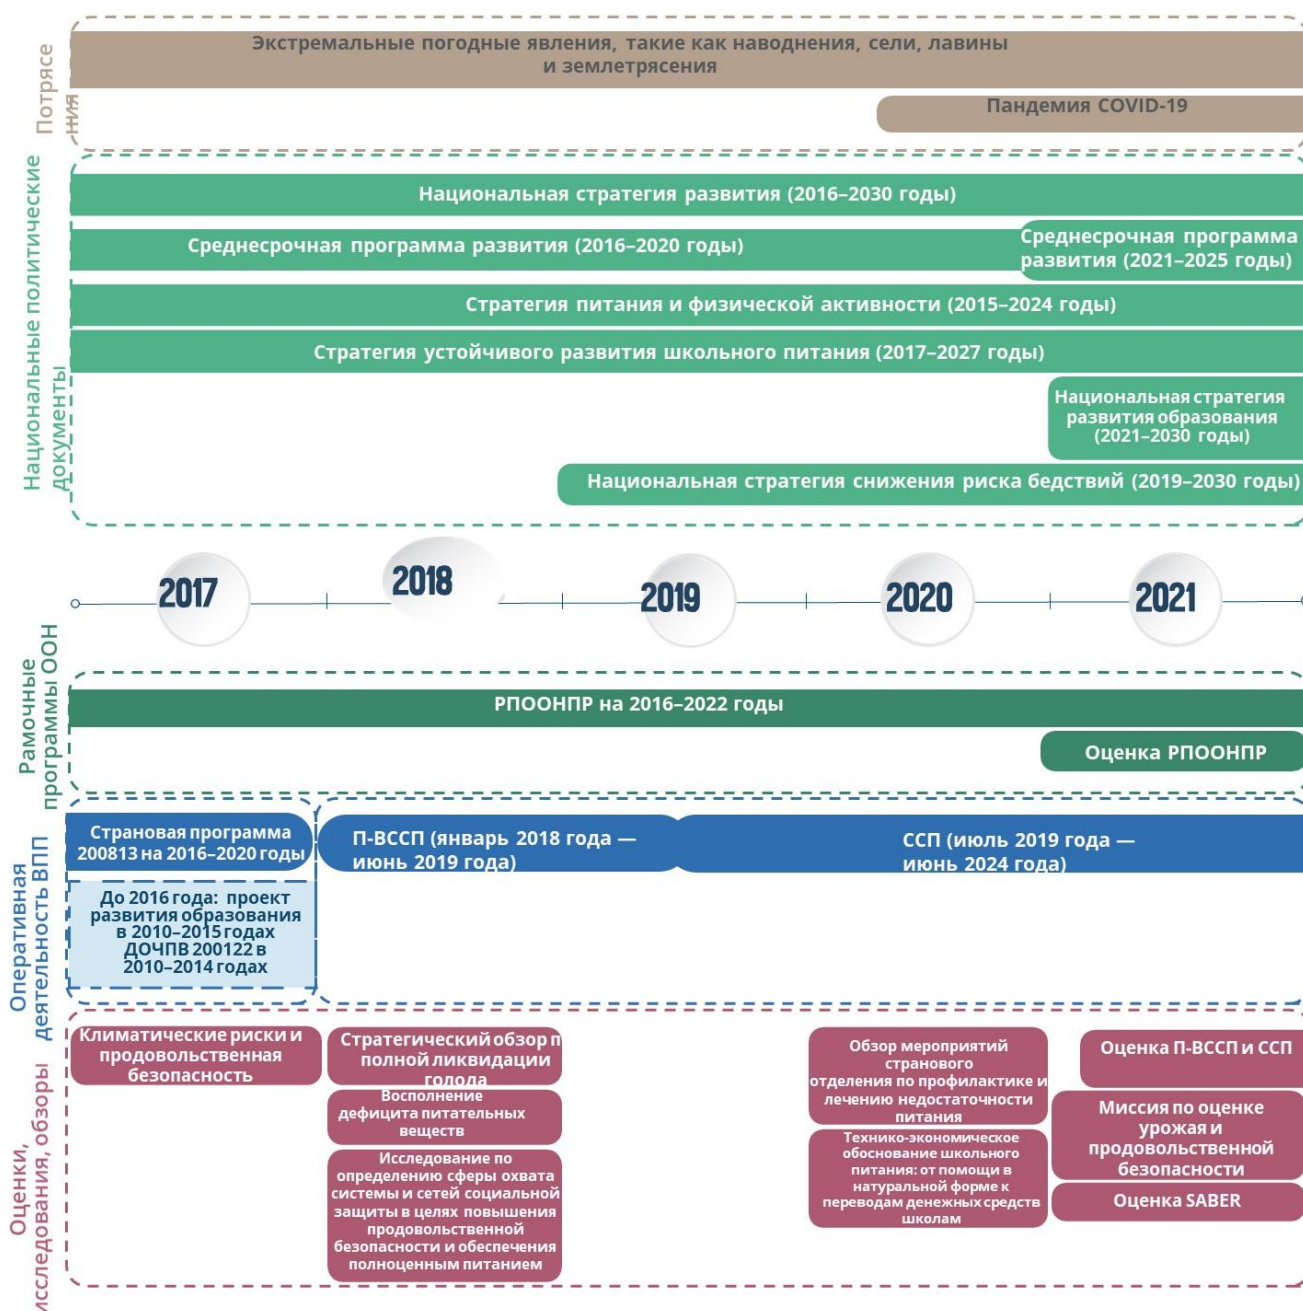 Потрясе
ния
Экстремальные погодные явления, такие как наводнения, сели, лавины
и землетрясения
Пандемия COVID-19
Национальные политические
документы
Национальная стратегия развития (2016–2030 годы)
Среднесрочная программа развития (2016–2020 годы)
Среднесрочная программа
развития (2021–2025 годы)
Стратегия питания и физической активности (2015–2024 годы)
Стратегия устойчивого развития школьного питания (2017–2027 годы)
Национальная стратегия
развития образования
(2021–2030 годы)
Национальная стратегия снижения риска бедствий (2019–2030 годы)
2017
2018
2019
2020
2021
Рамочные
программы ООН
РПООНПР на 2016–2022 годы
Оценка РПООНПР
Оперативная
деятельность ВПП
Страновая программа
200813 на 2016–2020 годы
П-ВССП (январь 2018 года —
июнь 2019 года)
ССП (июль 2019 года —
июнь 2024 года)
До 2016 года: проект
развития образования
в 2010–2015 годах
ДОЧПВ 200122 в
2010–2014 годах
Оценки,
исследования, обзоры
Климатические риски и
продовольственная
безопасность
Стратегический обзор п
полной ликвидации
голода
Восполнение
дефицита питательных
веществ
Исследование по
определению сферы охвата
системы и сетей социальной
защиты в целях повышения
продовольственной
безопасности и обеспечения
полноценным питанием
Обзор мероприятий
странового
отделения по профилактике и
лечению недостаточности
питания
Технико-экономическое
обоснование школьного
питания: от помощи в
натуральной форме к
переводам денежных средств
школам
Оценка П-ВССП и ССП
Миссия по оценке
урожая и
продовольственной
безопасности
Оценка SABER